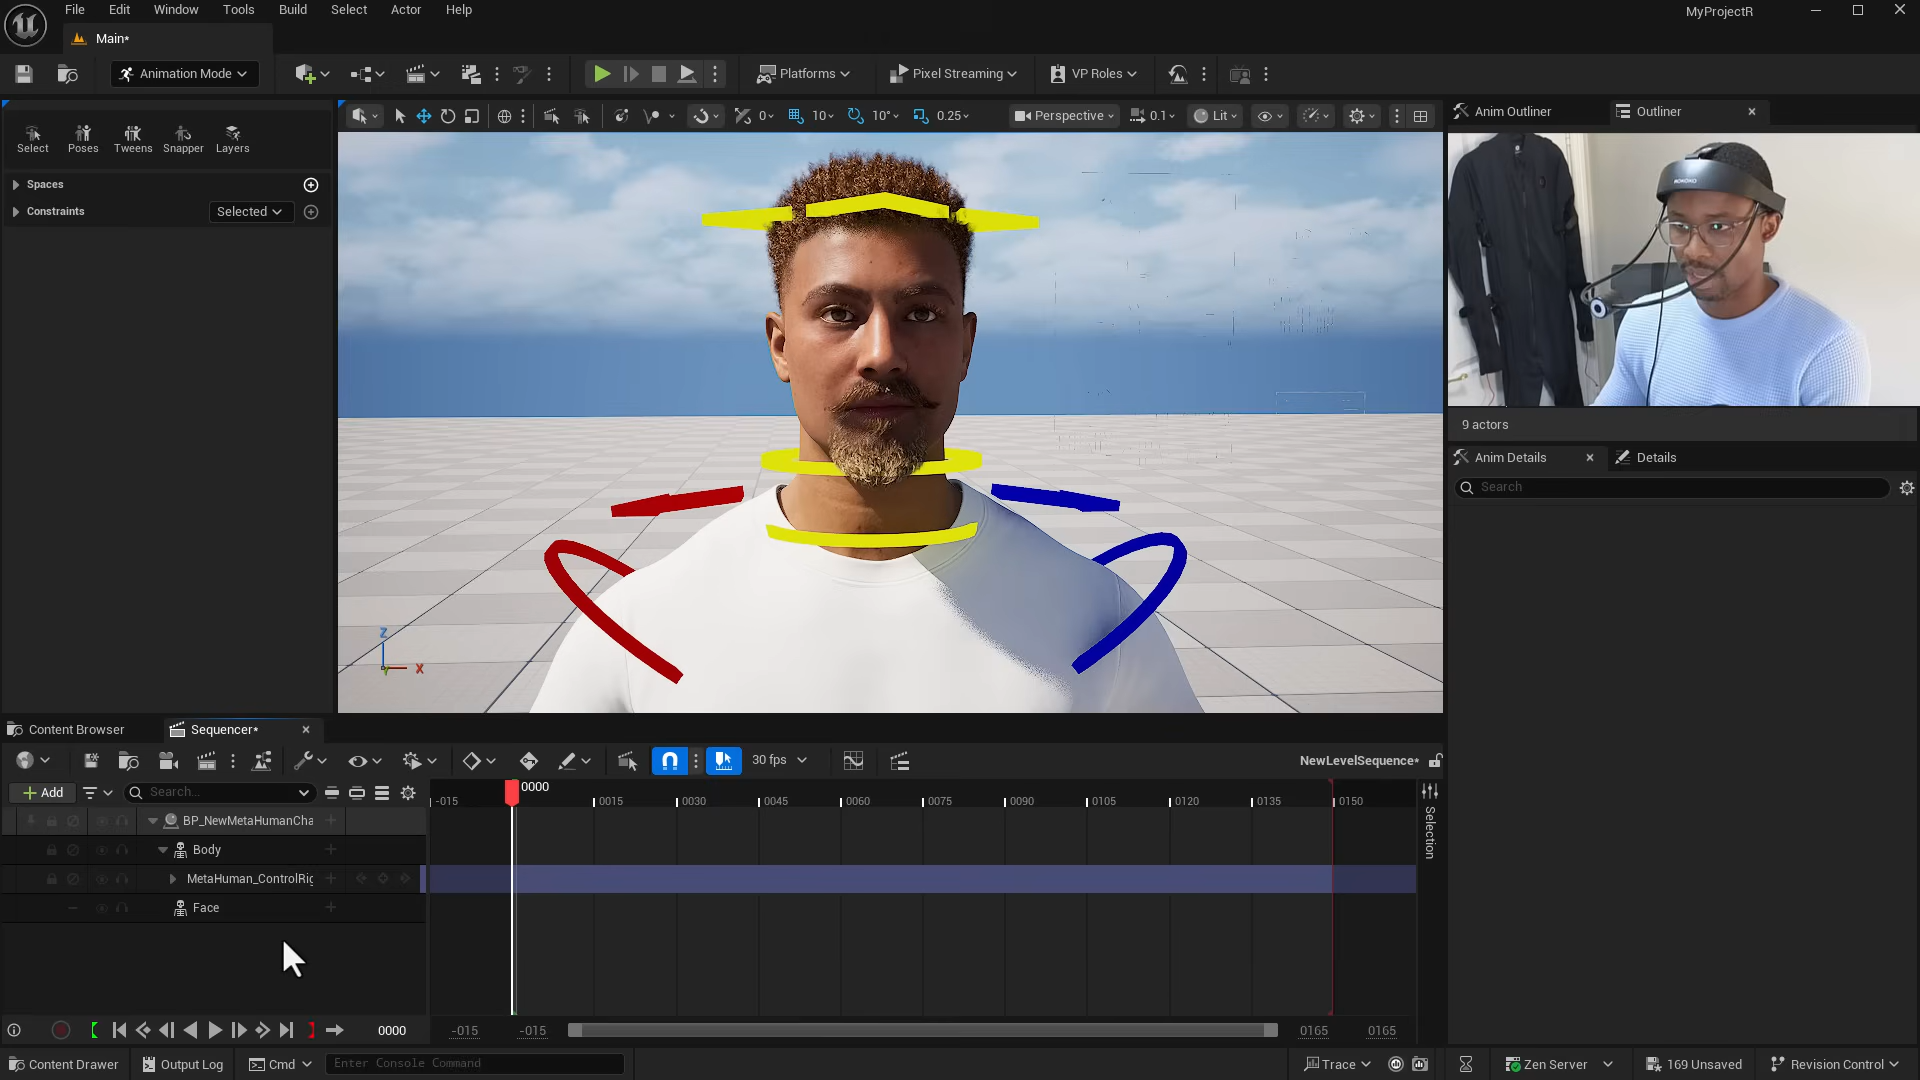 File Edit Window Tools Build Select Actor Help
MyProjectR
Main*
Animation Mode
Platforms
Pixel Streaming
VP Roles
Select Poses Tweens Snapper Layers
Spaces
Constraints
Selected
0
10
10°
0.25
Perspective
0.1
Lit
Z
X
Anim Outliner
Outliner
ROKOKO
9 actors
Anim Details
Details
Search
Content Browser
Sequencer*
30 fps
NewLevelSequence*
Add
Search...
0000
-015 0015 0030 0045 0060 0075 0090 0105 0120 0135 0150
Selection
BP_NewMetaHumanCha
Body
MetaHuman_ControlRig
Face
0000
-015 -015 0165 0165
Content Drawer
Output Log
Cmd
Enter Console Command
Trace
Zen Server
169 Unsaved
Revision Control